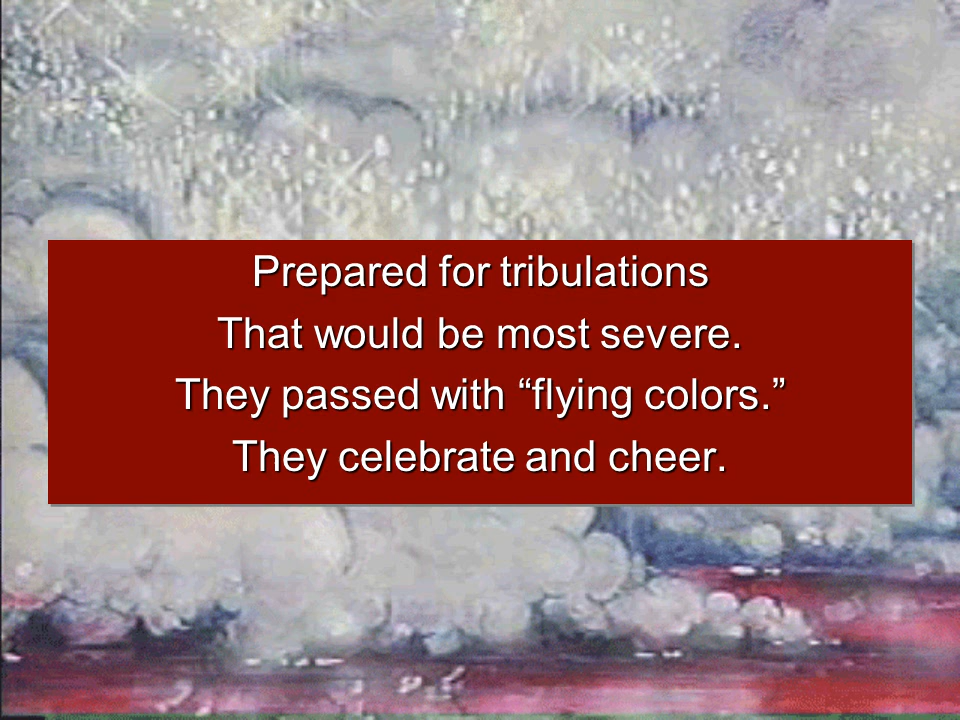 Prepared for tribulations
That would be most severe.
They passed with “flying colors.”
They celebrate and cheer.